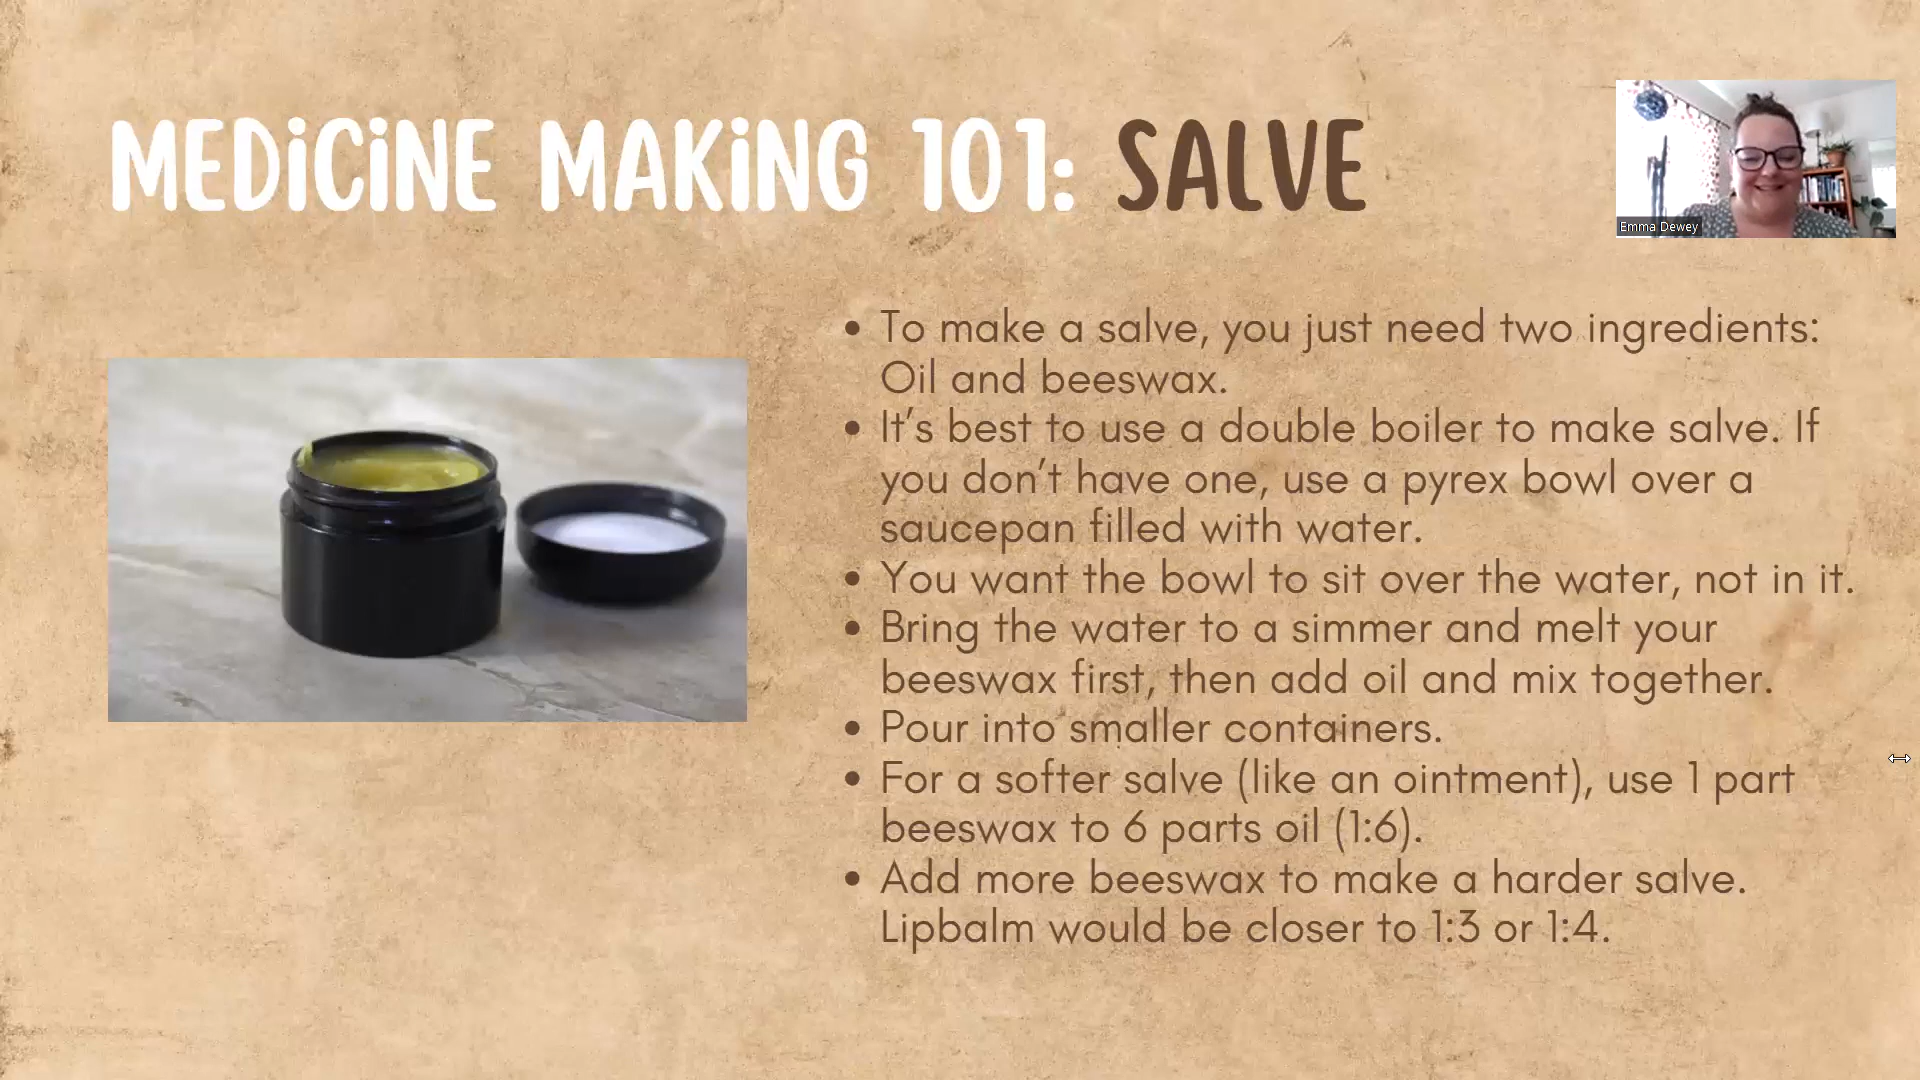 MEDiCiNE MAKiNG 101: SALVE
Emma Dewey
• To make a salve, you just need two ingredients:
Oil and beeswax.
• It's best to use a double boiler to make salve. If
you don't have one, use a pyrex bowl over a
saucepan filled with water.
• You want the bowl to sit over the water, not in it.
• Bring the water to a simmer and melt your
beeswax first, then add oil and mix together.
• Pour into smaller containers.
• For a softer salve (like an ointment), use 1 part
beeswax to 6 parts oil (1:6).
• Add more beeswax to make a harder salve.
Lipbalm would be closer to 1:3 or 1:4.